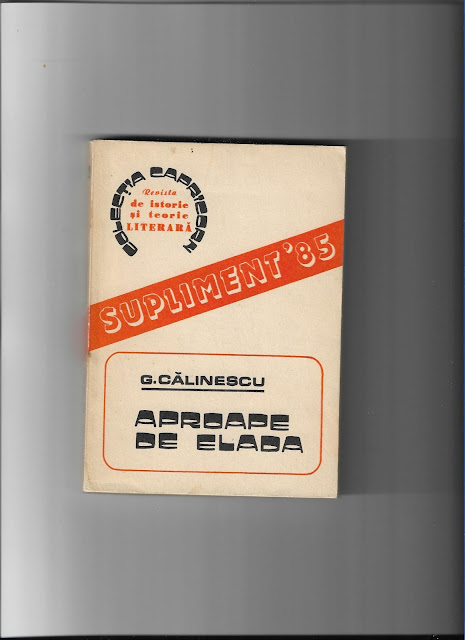 COLECȚIA CAPRICORN
Revista
de istorie
și teorie
LITERARĂ
SUPLIMENT'85
G.CĂLINESCU
APROAPE
DE ELADA